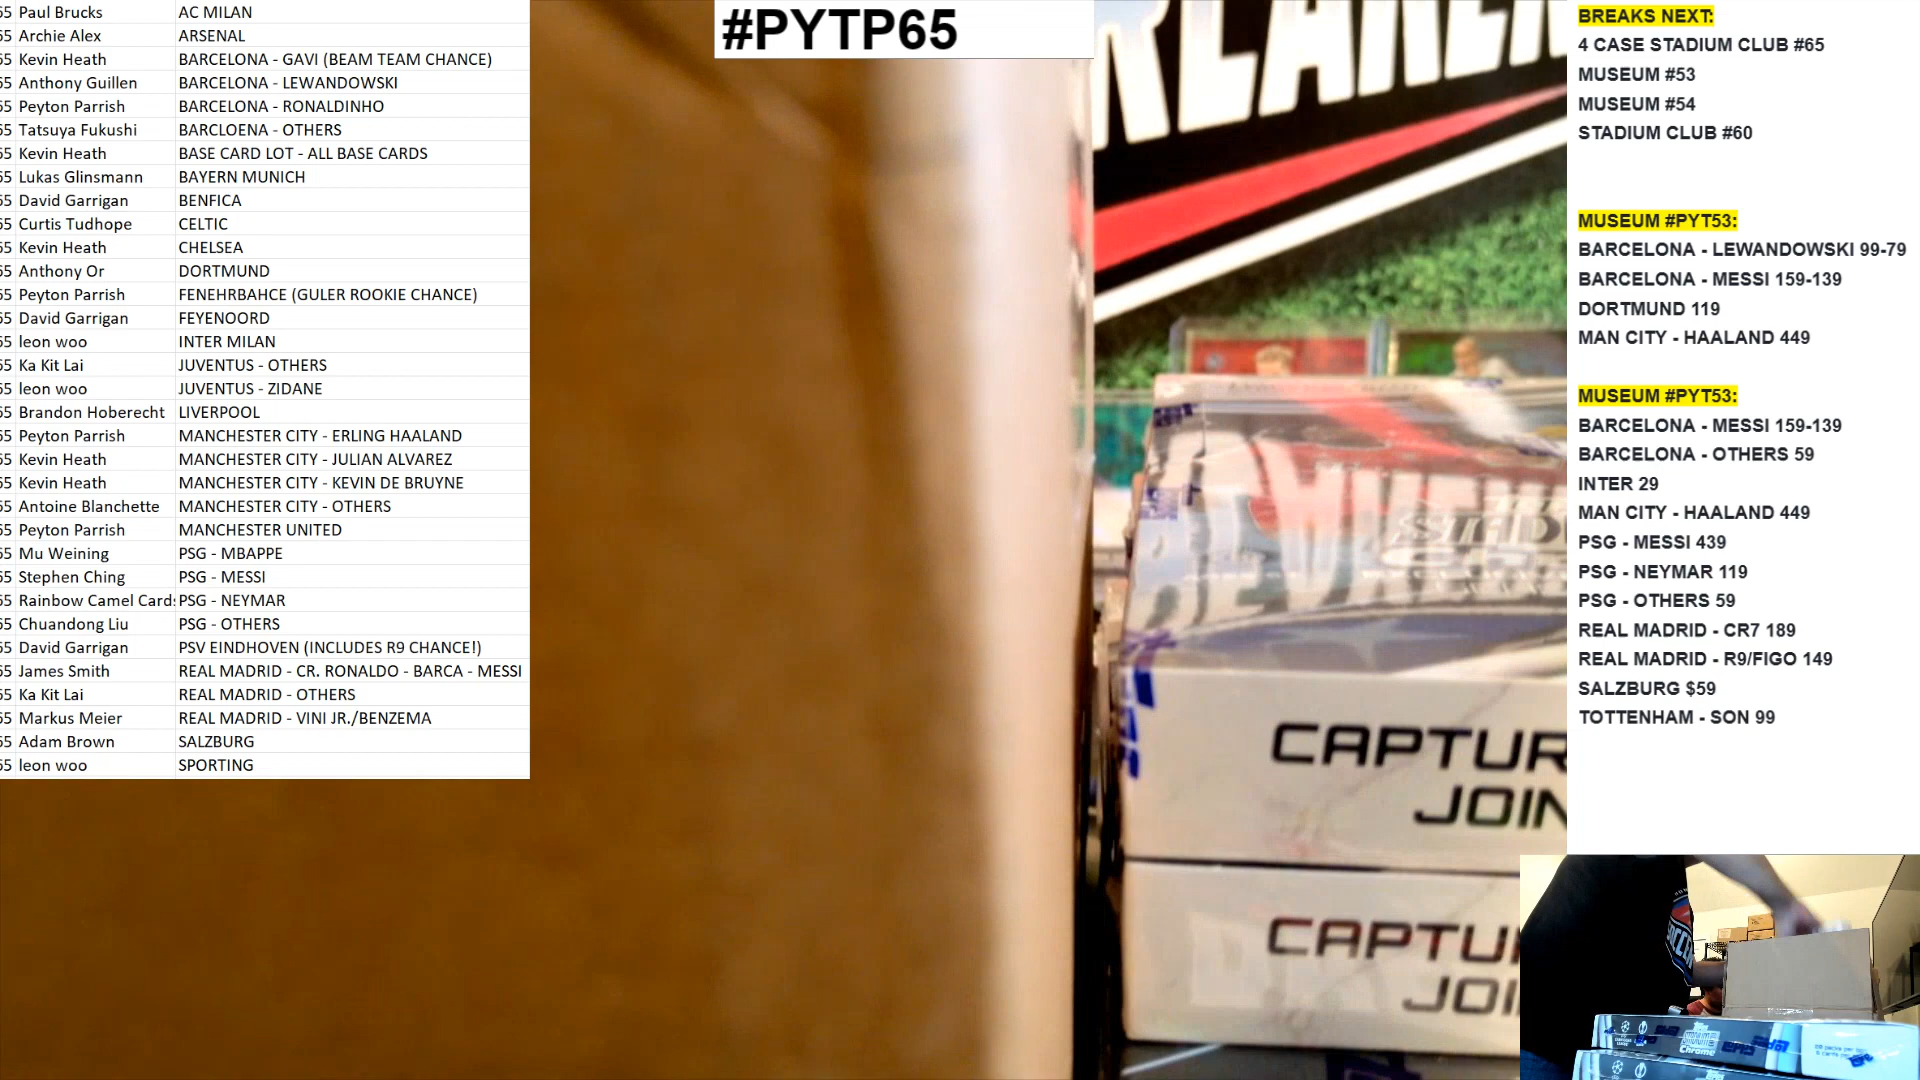 65 Paul Brucks AC MILAN
65 Archie Alex ARSENAL
65 Kevin Heath BARCELONA - GAVI (BEAM TEAM CHANCE)
65 Anthony Guillen BARCELONA - LEWANDOWSKI
65 Peyton Parrish BARCELONA - RONALDINHO
65 Tatsuya Fukushi BARCLOENA - OTHERS
65 Kevin Heath BASE CARD LOT - ALL BASE CARDS
65 Lukas Glinsmann BAYERN MUNICH
65 David Garrigan BENFICA
65 Curtis Tudhope CELTIC
65 Kevin Heath CHELSEA
65 Anthony Or DORTMUND
65 Peyton Parrish FENEHRBAHCE (GULER ROOKIE CHANCE)
65 David Garrigan FEYENOORD
65 leon woo INTER MILAN
65 Ka Kit Lai JUVENTUS - OTHERS
65 leon woo JUVENTUS - ZIDANE
65 Brandon Hoberecht LIVERPOOL
65 Peyton Parrish MANCHESTER CITY - ERLING HAALAND
65 Kevin Heath MANCHESTER CITY - JULIAN ALVAREZ
65 Kevin Heath MANCHESTER CITY - KEVIN DE BRUYNE
65 Antoine Blanchette MANCHESTER CITY - OTHERS
65 Peyton Parrish MANCHESTER UNITED
65 Mu Weining PSG - MBAPPE
65 Stephen Ching PSG - MESSI
65 Rainbow Camel Cards PSG - NEYMAR
65 Chuandong Liu PSG - OTHERS
65 David Garrigan PSV EINDHOVEN (INCLUDES R9 CHANCE!)
65 James Smith REAL MADRID - CR. RONALDO - BARCA - MESSI
65 Ka Kit Lai REAL MADRID - OTHERS
65 Markus Meier REAL MADRID - VINI JR./BENZEMA
65 Adam Brown SALZBURG
65 leon woo SPORTING
#PYTP65
CAPTUR
JOIN
CAPTU
JOI
BREAKS NEXT:
4 CASE STADIUM CLUB #65
MUSEUM #53
MUSEUM #54
STADIUM CLUB #60
MUSEUM #PYT53:
BARCELONA - LEWANDOWSKI 99-79
BARCELONA - MESSI 159-139
DORTMUND 119
MAN CITY - HAALAND 449
MUSEUM #PYT53:
BARCELONA - MESSI 159-139
BARCELONA - OTHERS 59
INTER 29
MAN CITY - HAALAND 449
PSG - MESSI 439
PSG - NEYMAR 119
PSG - OTHERS 59
REAL MADRID - CR7 189
REAL MADRID - R9/FIGO 149
SALZBURG $59
TOTTENHAM - SON 99
Chrome